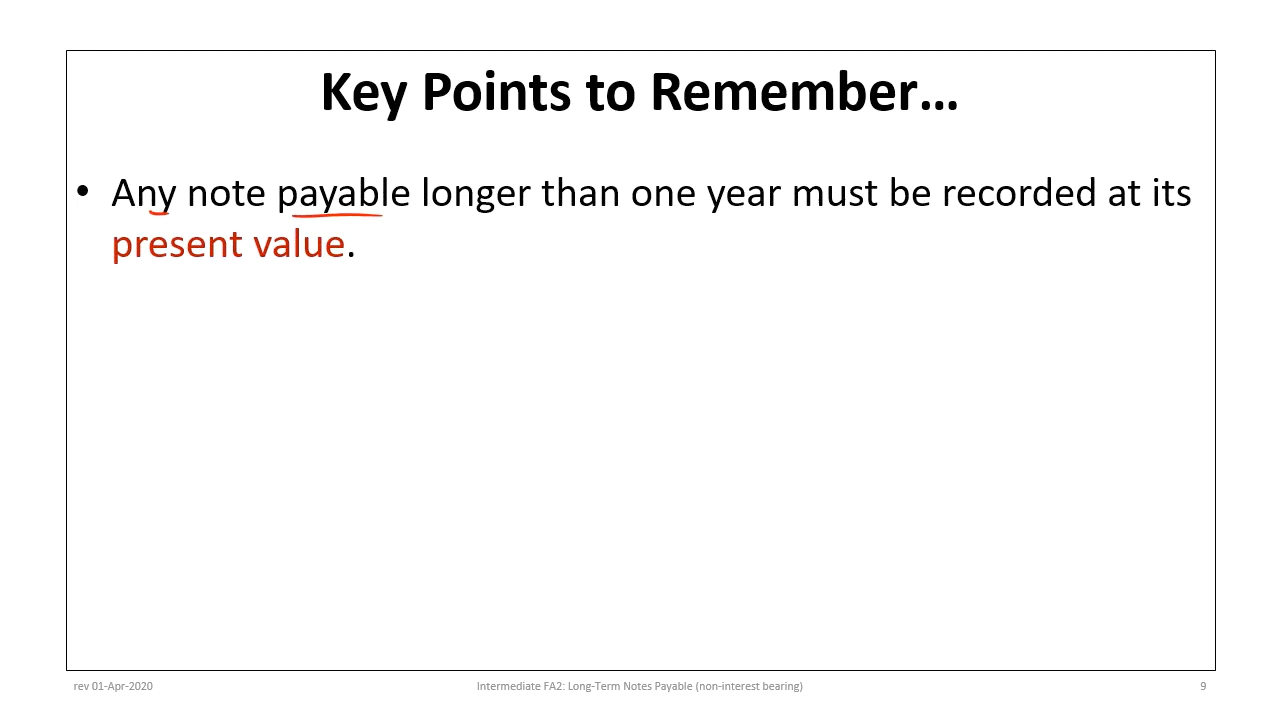 Key Points to Remember…
• Any note payable longer than one year must be recorded at its
present value.
rev 01-Apr-2020
Intermediate FA2: Long-Term Notes Payable (non-interest bearing)
9